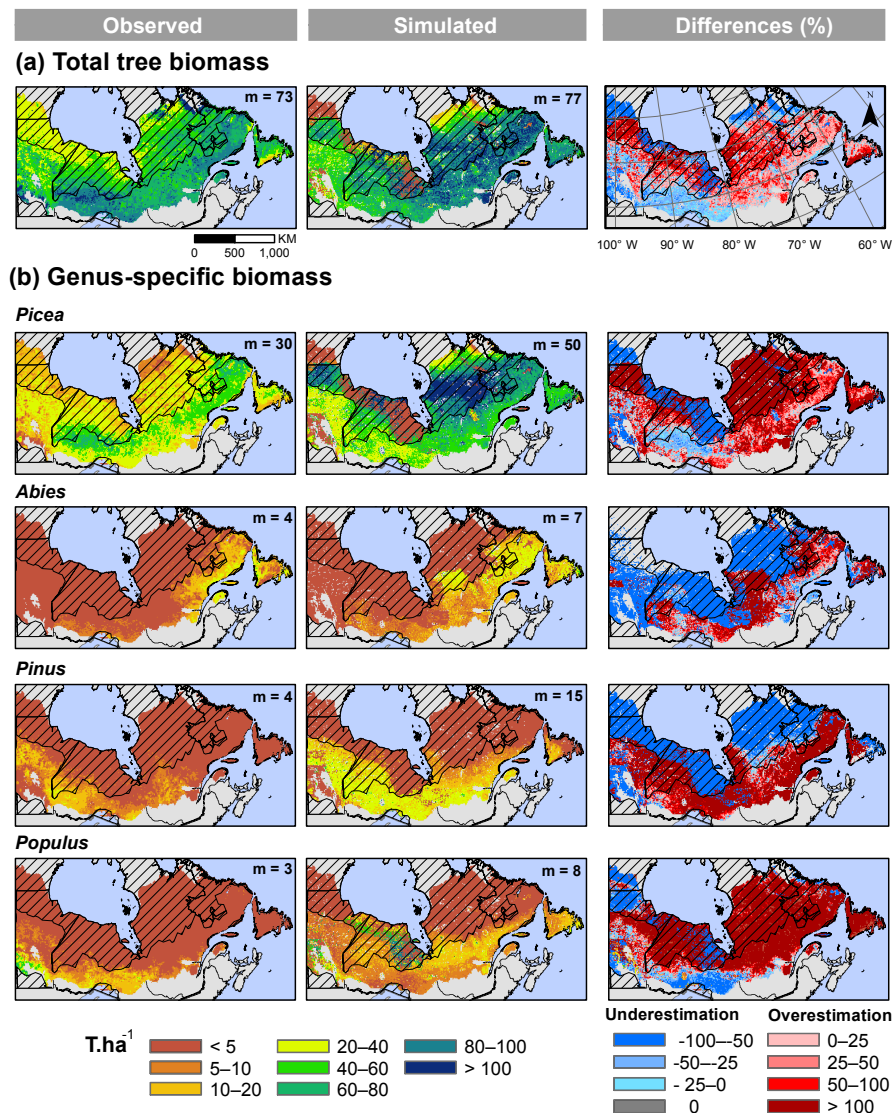 Observed Simulated Differences (%)
(a) Total tree biomass
m = 73 m = 77 N
KM
0 500 1,000
100° W 90° W 80° W 70° W 60° W
(b) Genus-specific biomass
Picea
m = 30 m = 50
Abies
m = 4 m = 7
Pinus
m = 4 m = 15
Populus
m = 3 m = 8
T.ha-1
< 5 20–40 80–100
5–10 40–60 > 100
10–20 60–80
Underestimation Overestimation
-100–-50 0–25
-50–-25 25–50
- 25–0 50–100
0 > 100